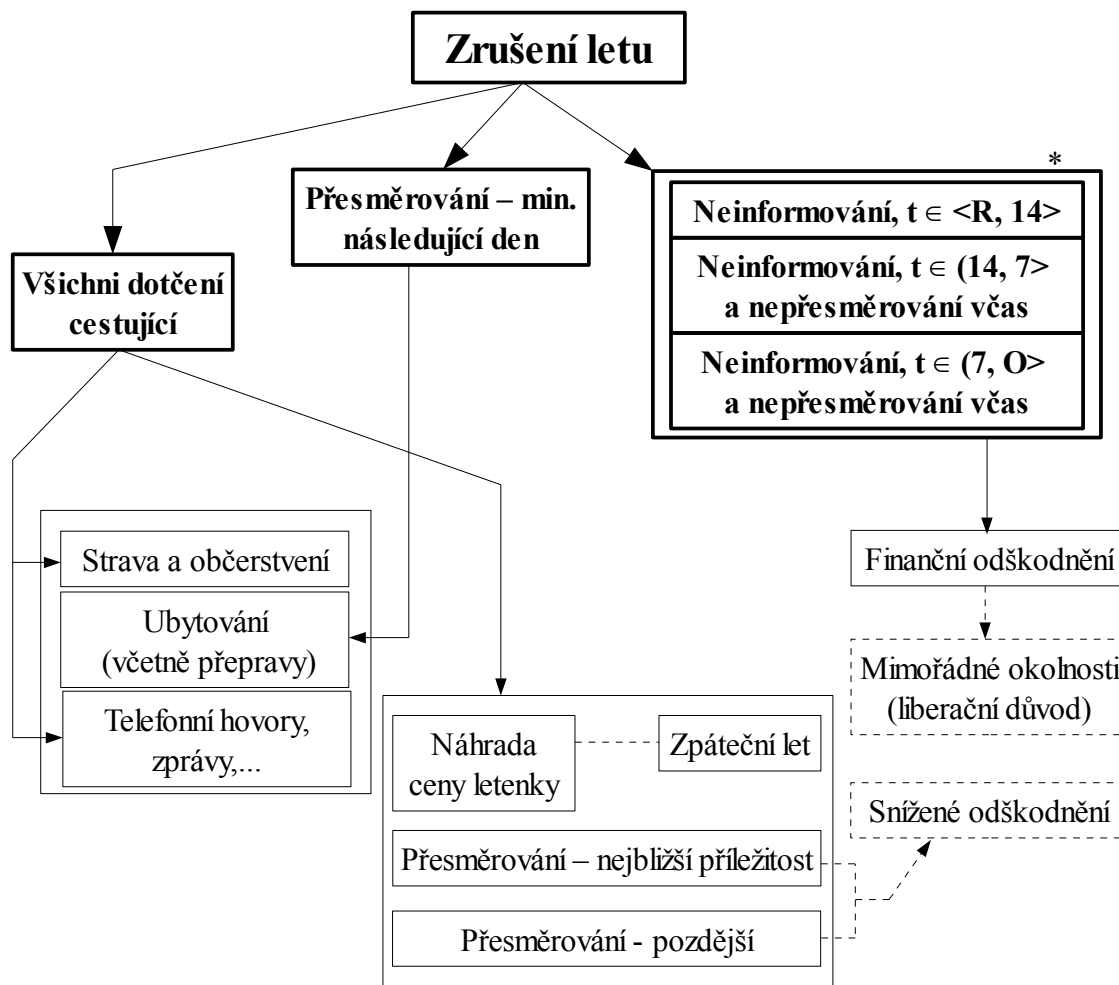 Zrušení letu
*
Přesměrování – min.
následující den
Neinformování, t ∈ <R, 14>
Neinformování, t ∈ (14, 7>
a nepřesměrování včas
Neinformování, t ∈ (7, O>
a nepřesměrování včas
Všichni dotčení
cestující
Strava a občerstvení
Ubytování
(včetně přepravy)
Telefonní hovory,
zprávy,...
Finanční odškodnění
Mimořádné okolnosti
(liberační důvod)
Náhrada
ceny letenky
Zpáteční let
Snížené odškodnění
Přesměrování – nejbližší příležitost
Přesměrování - pozdější